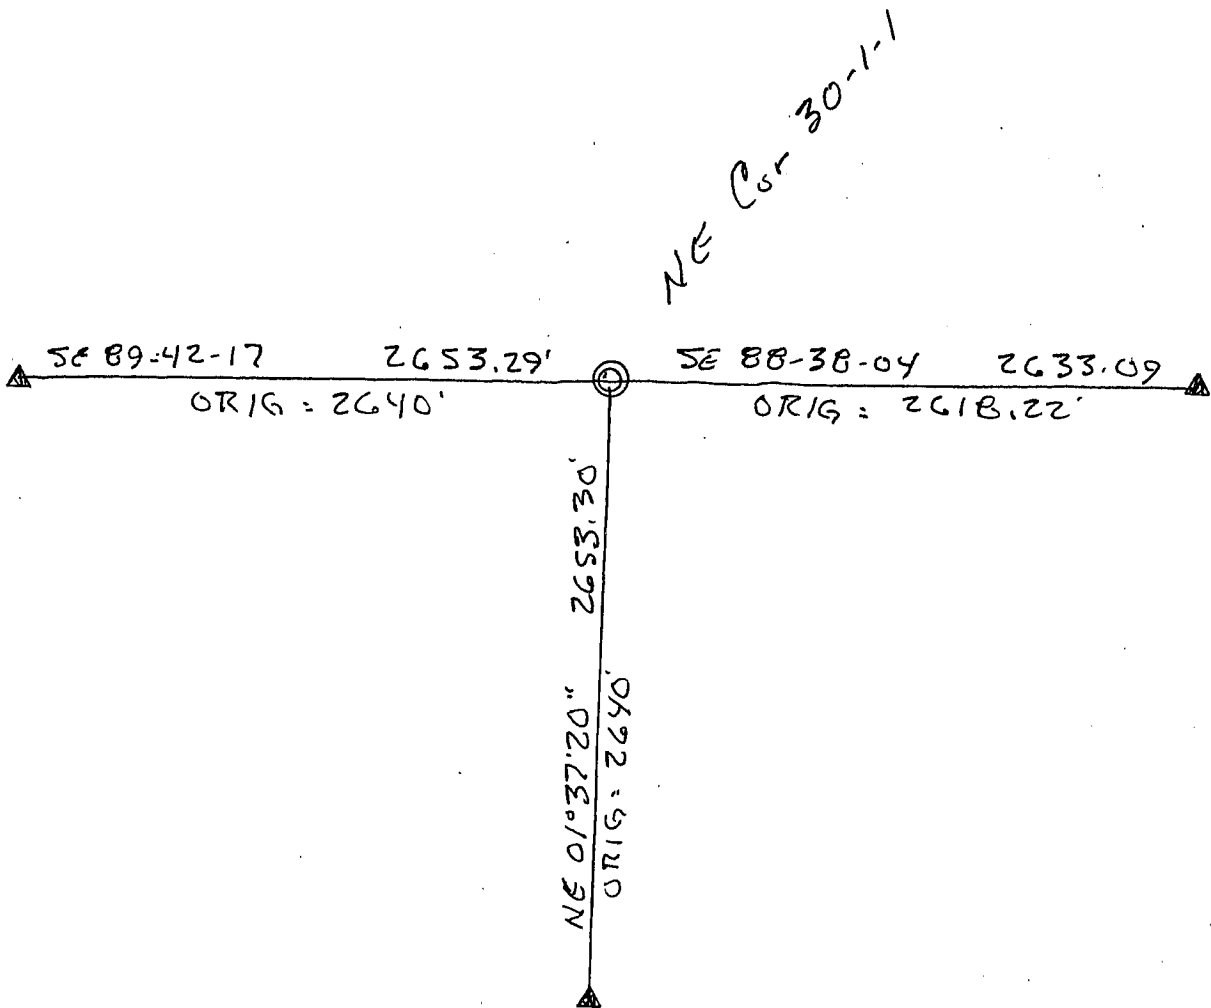 NE Cor 30-1-1
SE 89-42-17 2653.29'
ORIG = 2640'
SE 88-38-04 2633.09
ORIG = 2618.22'
2653.30'
NE 01°37'20"
ORIG = 2640'